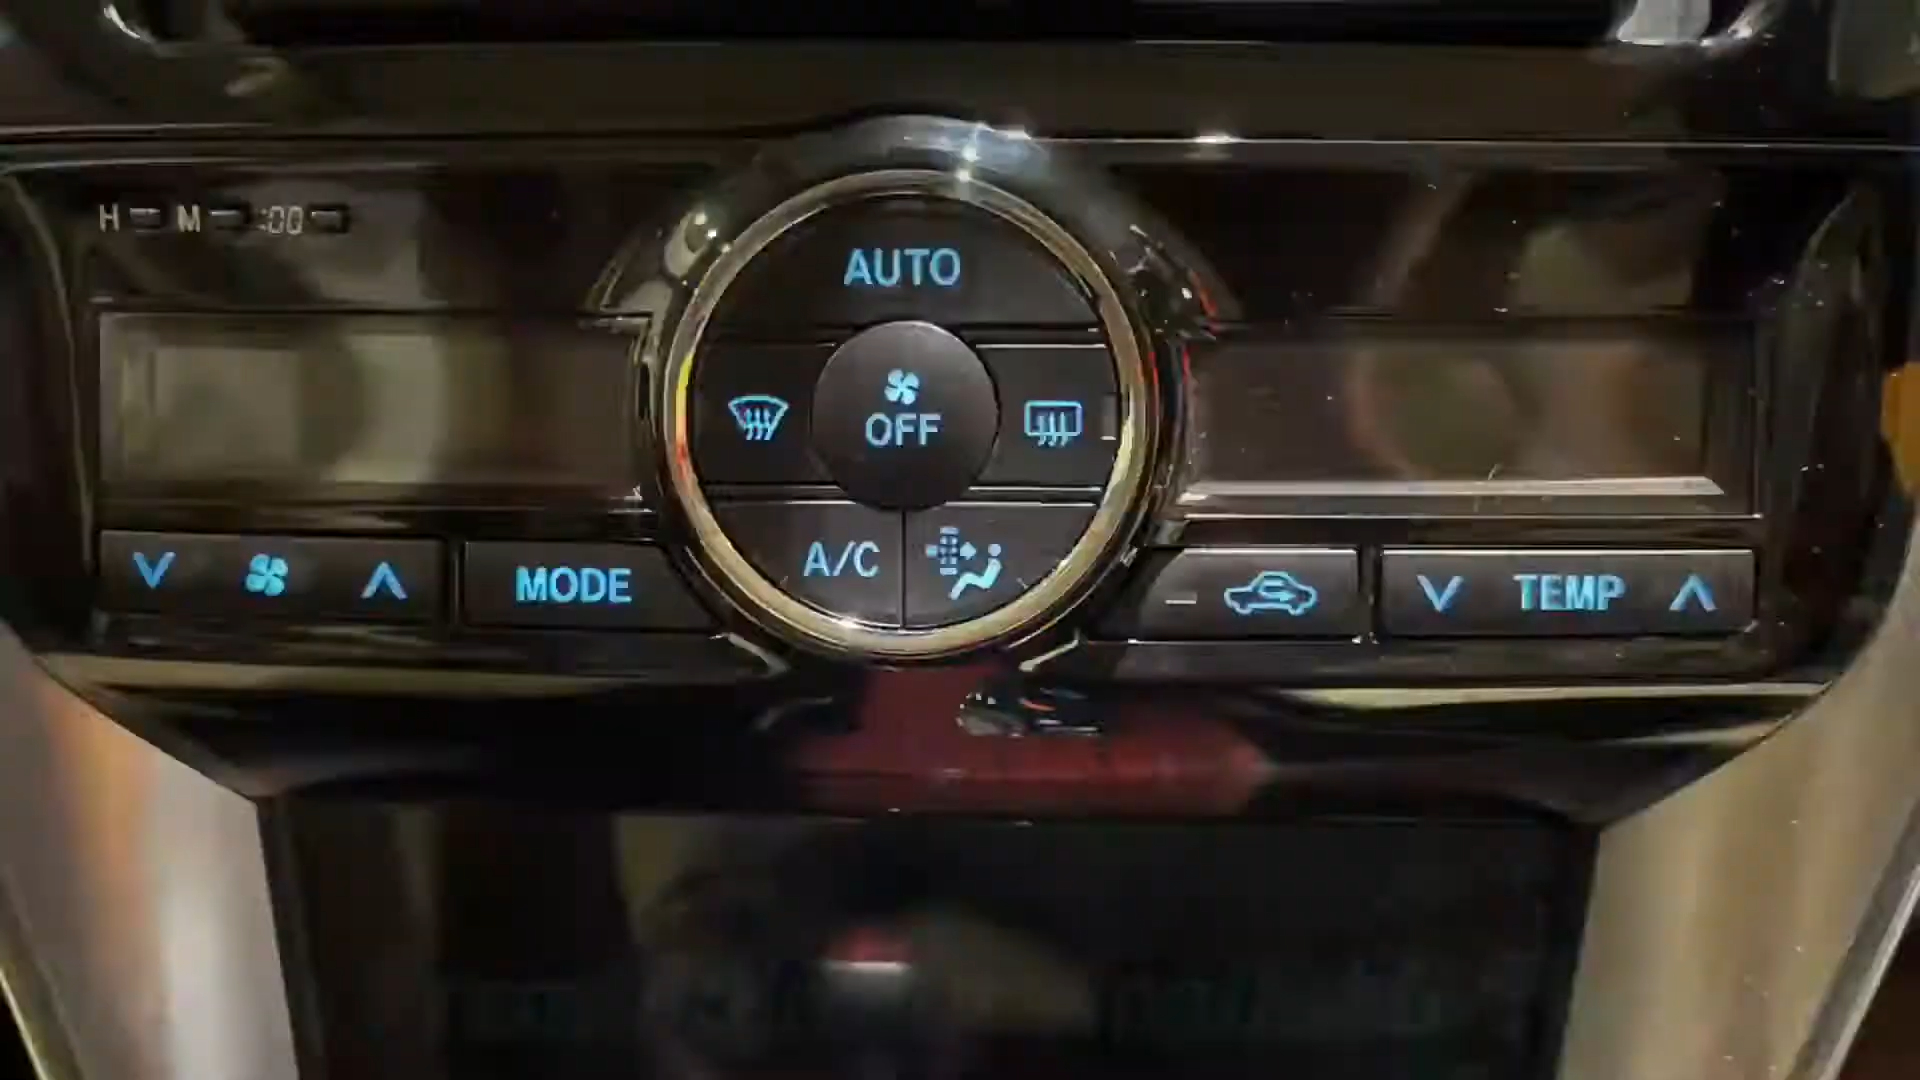 H M :00
AUTO
OFF
A/C
MODE
TEMP